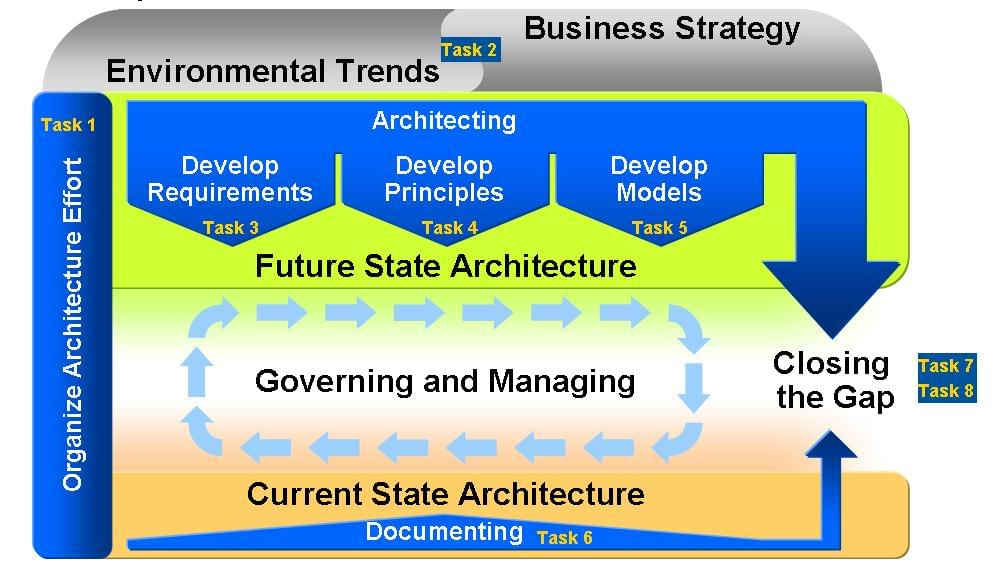 Business Strategy
Task 2
Environmental Trends
Task 1
Organize Architecture Effort
Architecting
Develop
Requirements
Task 3
Develop
Principles
Task 4
Develop
Models
Task 5
Future State Architecture
Governing and Managing
Closing
the Gap
Task 7
Task 8
Current State Architecture
Documenting
Task 6